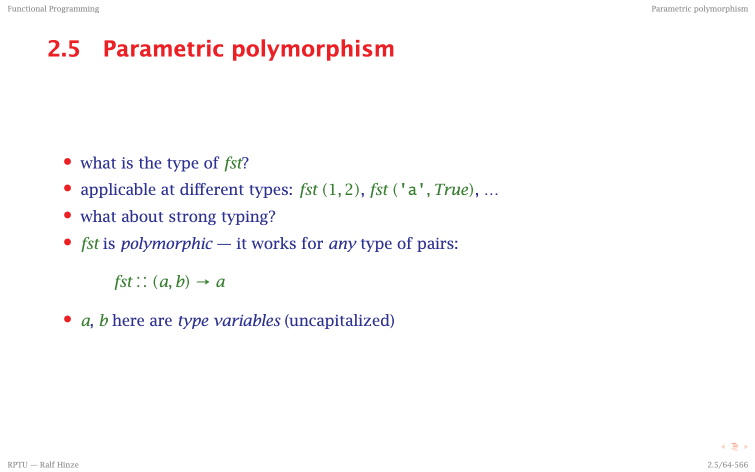 Functional Programming
Parametric polymorphism
2.5 Parametric polymorphism
• what is the type of fst?
• applicable at different types: fst (1, 2), fst ('a', True), …
• what about strong typing?
• fst is polymorphic — it works for any type of pairs:
fst :: (a, b) → a
• a, b here are type variables (uncapitalized)
RPTU — Ralf Hinze
2.5/64-566